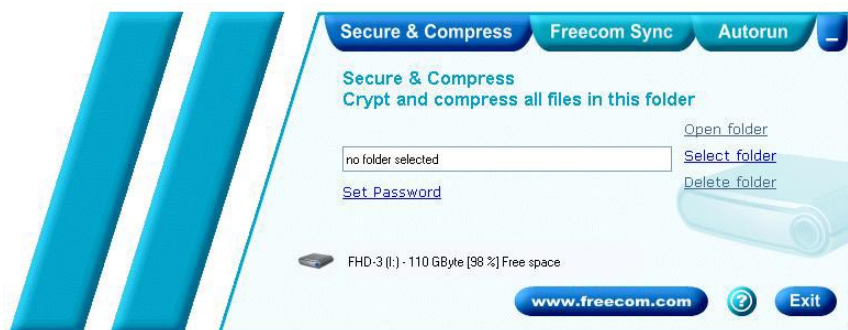 Secure & Compress Freecom Sync Autorun _
Secure & Compress
Crypt and compress all files in this folder
Open folder
no folder selected Select folder
Set Password Delete folder
FHD-3 (I:) - 110 GByte [98 %] Free space
www.freecom.com ? Exit